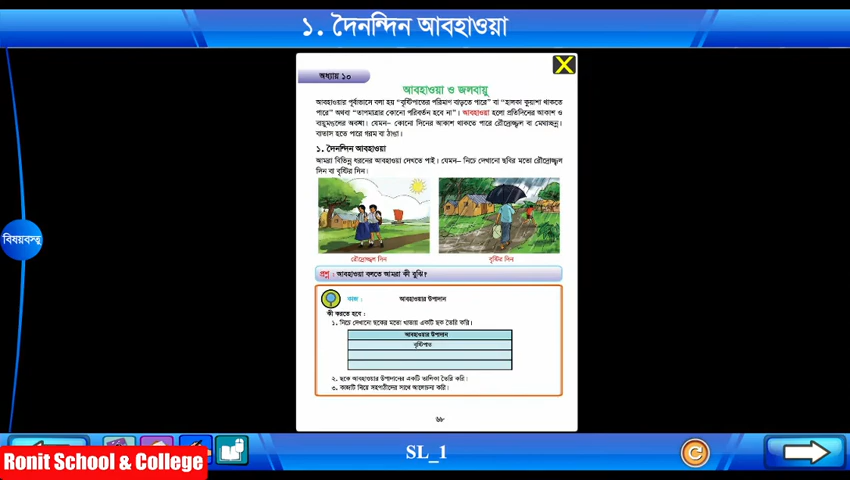 ১. দৈনন্দিন আবহাওয়া
অধ্যায় ১০
আবহাওয়া ও জলবায়ু
আবহাওয়ার পূর্বাভাসে বলা হয় "বৃষ্টিপাতের পরিমাণ বাড়তে পারে" বা "হালকা কুয়াশা থাকতে
পারে" অথবা "তাপমাত্রার কোনো পরিবর্তন হবে না"। আবহাওয়া হলো প্রতিদিনের আকাশ ও
বায়ুমণ্ডলের অবস্থা। যেমন– কোনো দিনের আকাশ থাকতে পারে রৌদ্রোজ্জ্বল বা মেঘাচ্ছন্ন।
বাতাস হতে পারে গরম বা ঠাণ্ডা।
১. দৈনন্দিন আবহাওয়া
আমরা বিভিন্ন ধরনের আবহাওয়া দেখতে পাই। যেমন– নিচে দেখানো ছবির মতো রৌদ্রোজ্জ্বল
দিন বা বৃষ্টির দিন।
রৌদ্রোজ্জ্বল দিন
বৃষ্টির দিন
প্রশ্ন : আবহাওয়া বলতে আমরা কী বুঝি?
কাজ :
আবহাওয়ার উপাদান
কী করতে হবে :
১. নিচে দেখানো ছকের মতো খাতায় একটি ছক তৈরি করি।
আবহাওয়ার উপাদান
বৃষ্টিপাত
২. ছকে আবহাওয়ার উপাদানের একটি তালিকা তৈরি করি।
৩. কাজটি নিয়ে সহপাঠীদের সাথে আলোচনা করি।
৬৮
বিষয়বস্তু
SL_1
Ronit School & College